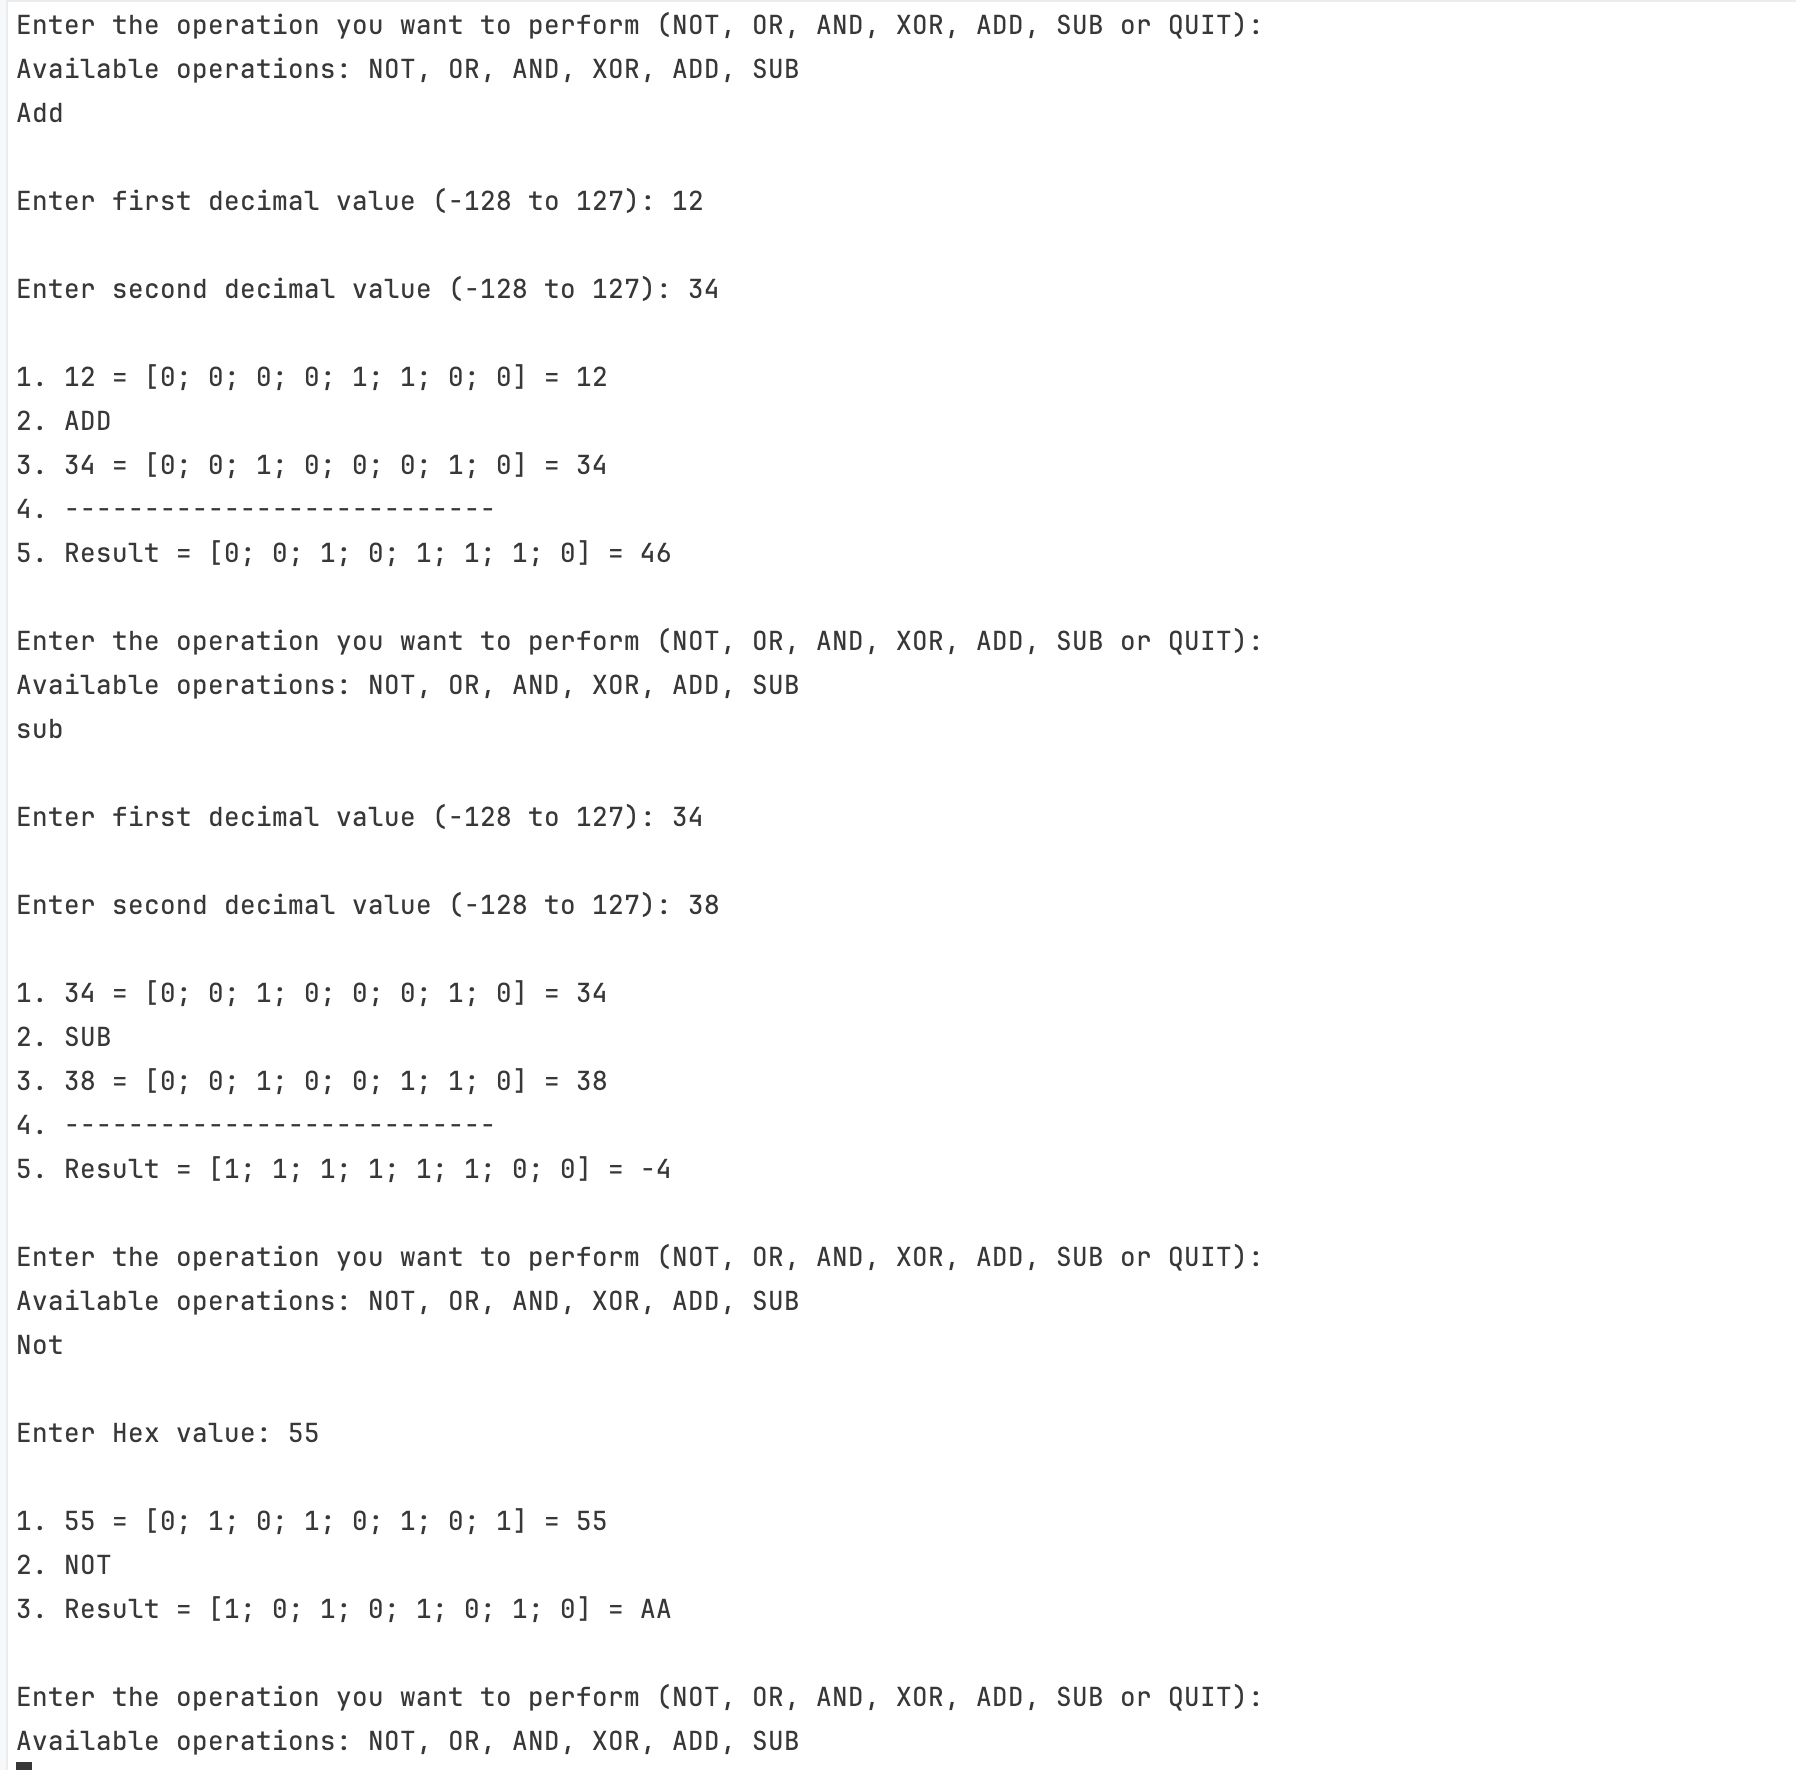 Enter the operation you want to perform (NOT, OR, AND, XOR, ADD, SUB or QUIT):
Available operations: NOT, OR, AND, XOR, ADD, SUB
Add
Enter first decimal value (-128 to 127): 12
Enter second decimal value (-128 to 127): 34
1. 12 = [0; 0; 0; 0; 1; 1; 0; 0] = 12
2. ADD
3. 34 = [0; 0; 1; 0; 0; 0; 1; 0] = 34
4. ---------------------------
5. Result = [0; 0; 1; 0; 1; 1; 1; 0] = 46
Enter the operation you want to perform (NOT, OR, AND, XOR, ADD, SUB or QUIT):
Available operations: NOT, OR, AND, XOR, ADD, SUB
sub
Enter first decimal value (-128 to 127): 34
Enter second decimal value (-128 to 127): 38
1. 34 = [0; 0; 1; 0; 0; 0; 1; 0] = 34
2. SUB
3. 38 = [0; 0; 1; 0; 0; 1; 1; 0] = 38
4. ---------------------------
5. Result = [1; 1; 1; 1; 1; 1; 0; 0] = -4
Enter the operation you want to perform (NOT, OR, AND, XOR, ADD, SUB or QUIT):
Available operations: NOT, OR, AND, XOR, ADD, SUB
Not
Enter Hex value: 55
1. 55 = [0; 1; 0; 1; 0; 1; 0; 1] = 55
2. NOT
3. Result = [1; 0; 1; 0; 1; 0; 1; 0] = AA
Enter the operation you want to perform (NOT, OR, AND, XOR, ADD, SUB or QUIT):
Available operations: NOT, OR, AND, XOR, ADD, SUB